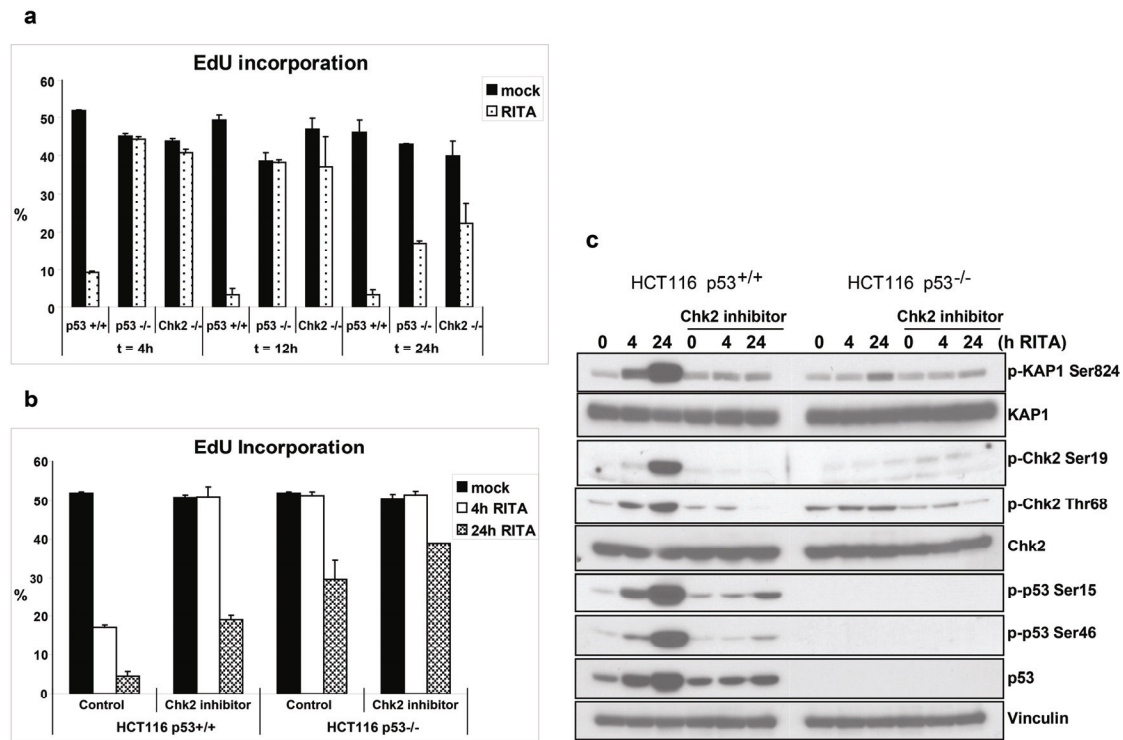 a
EdU incorporation
mock
RITA
60
50
40
30
20
10
0
%
p53 +/+ p53 -/- Chk2 -/- p53 +/+ p53 -/- Chk2 -/- p53 +/+ p53 -/- Chk2 -/-
t = 4h t = 12h t = 24h
b
EdU Incorporation
mock
4h RITA
24h RITA
60
50
40
30
20
10
0
%
Control Chk2 inhibitor Control Chk2 inhibitor
HCT116 p53+/+ HCT116 p53-/-
c
HCT116 p53+/+ HCT116 p53-/-
Chk2 inhibitor Chk2 inhibitor
0 4 24 0 4 24 0 4 24 0 4 24 (h RITA)
p-KAP1 Ser824
KAP1
p-Chk2 Ser19
p-Chk2 Thr68
Chk2
p-p53 Ser15
p-p53 Ser46
p53
Vinculin